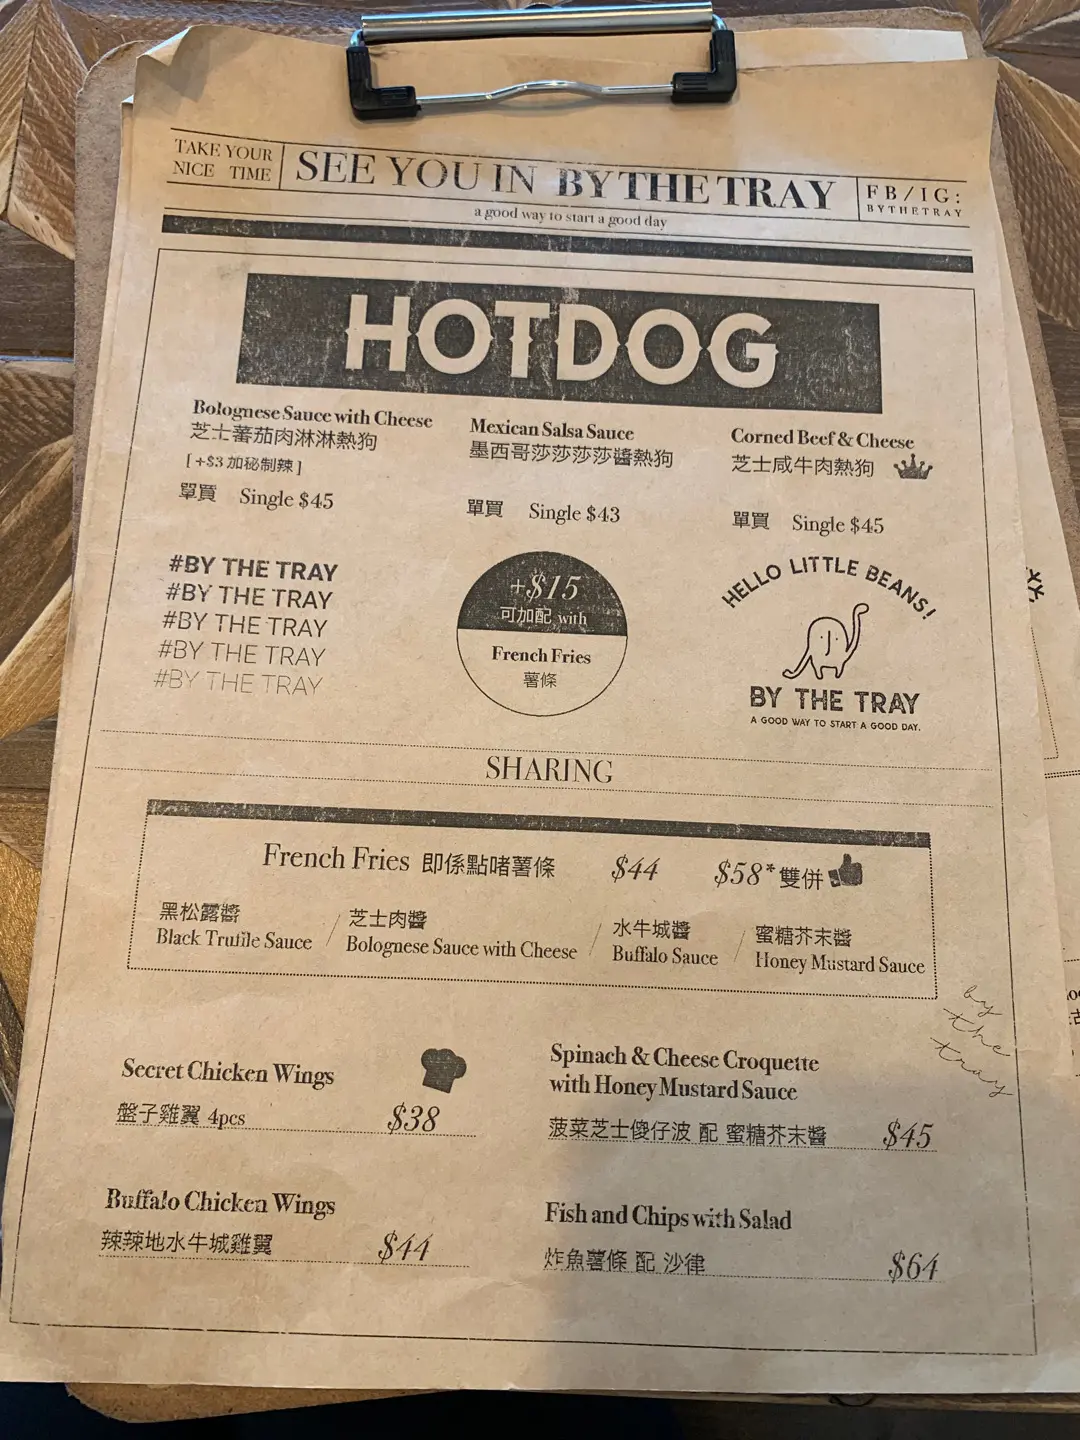 TAKE YOUR
NICE TIME
SEE YOU IN BY THE TRAY
FB/IG:
BYTHETRAY
a good way to start a good day
HOTDOG
Bolognese Sauce with Cheese
芝士蕃茄肉淋淋熱狗
[ +$3 加秘制辣 ]
單買 Single $45
Mexican Salsa Sauce
墨西哥莎莎莎莎醬熱狗
單買 Single $43
Corned Beef & Cheese
芝士咸牛肉熱狗
單買 Single $45
#BY THE TRAY
#BY THE TRAY
#BY THE TRAY
#BY THE TRAY
#BY THE TRAY
+$15
可加配 with
French Fries
薯條
HELLO LITTLE BEANS!
BY THE TRAY
A GOOD WAY TO START A GOOD DAY.
SHARING
French Fries 即係點啫薯條 $44 $58*雙併
黑松露醬
Black Truffle Sauce
芝士肉醬
Bolognese Sauce with Cheese
水牛城醬
Buffalo Sauce
蜜糖芥末醬
Honey Mustard Sauce
by
the
tray
Secret Chicken Wings
盤子雞翼 4pcs $38
Spinach & Cheese Croquette
with Honey Mustard Sauce
菠菜芝士傻仔波 配 蜜糖芥末醬 $45
Buffalo Chicken Wings
辣辣地水牛城雞翼 $44
Fish and Chips with Salad
炸魚薯條 配 沙律 $64